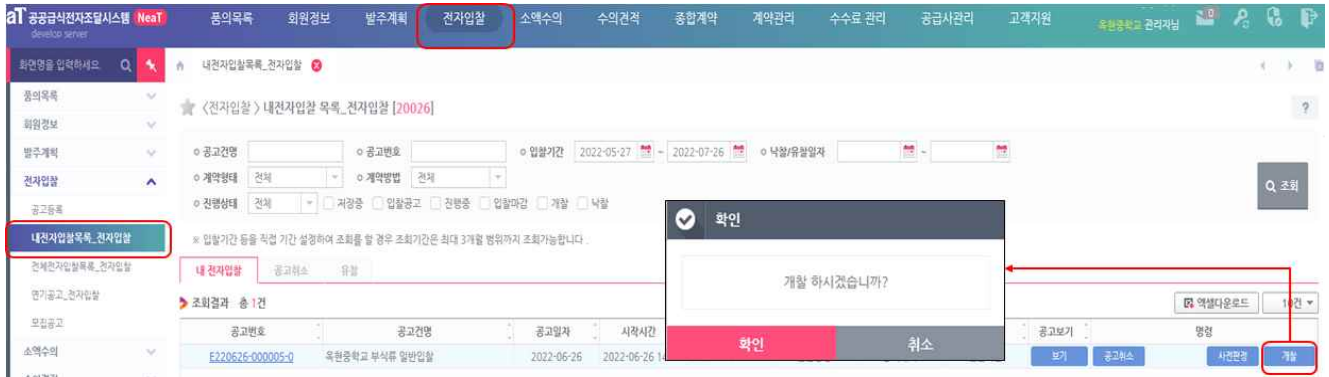 aT 공공급식전자조달시스템 NeaT
develop server
품의목록 회원정보 발주계획 전자입찰 소액수의 수의견적 종합계약 계약관리 수수료 관리 공급사관리 고객지원
옥현중학교 관리자님 0
화면명을 입력하세요
내전자입찰목록_전자입찰
품의목록
회원정보
발주계획
전자입찰
공고등록
내전자입찰목록_전자입찰
전체전자입찰목록_전자입찰
연기공고_전자입찰
모집공고
소액수의
〈전자입찰 〉 내전자입찰 목록_전자입찰 [20026]
?
공고건명 공고번호 입찰기간 2022-05-27 ~ 2022-07-26 낙찰/유찰일자 ~
계약형태 전체 계약방법 전체
조회
진행상태 전체 저장중 입찰공고 진행중 입찰마감 개찰 낙찰
※ 입찰기간 등을 직접 기간 설정하여 조회를 할 경우 조회기간은 최대 3개월 범위까지 조회가능합니다 .
내 전자입찰 공고취소 유찰
조회결과 총 1건
엑셀다운로드 10건
공고번호 공고건명 공고일자 시작시간 공고보기 명령
E220626-000005-0 옥현중학교 부식류 일반입찰 2022-06-26 2022-06-26 보기 공고취소 사전판정 개찰
확인
개찰 하시겠습니까?
확인 취소